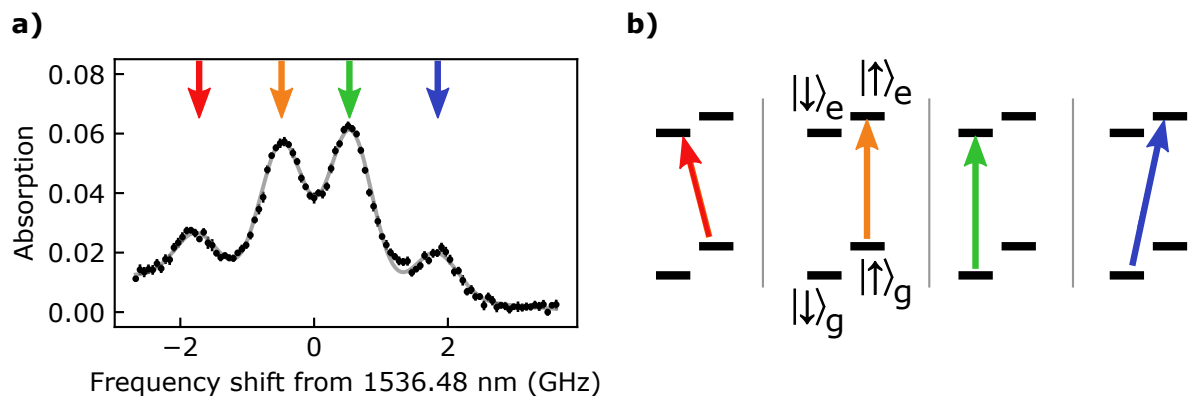 a)
0.08
0.06
0.04
0.02
0.00
Absorption
−2 0 2
Frequency shift from 1536.48 nm (GHz)
b)
|↓⟩e |↑⟩e
|↓⟩g |↑⟩g